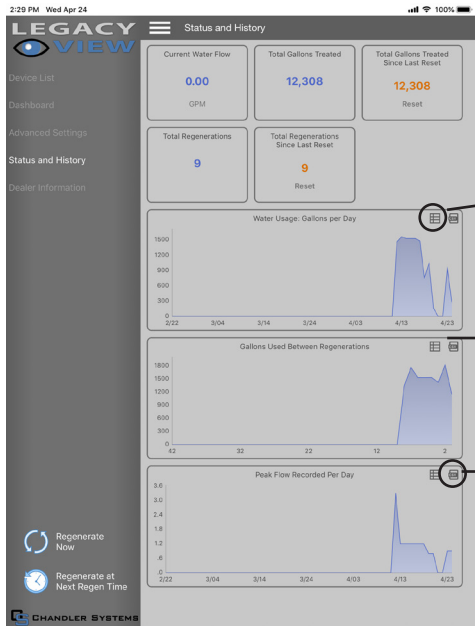 2:29 PM Wed Apr 24
100%
LEGACY
VIEW
Status and History
Device List
Dashboard
Advanced Settings
Status and History
Dealer Information
Current Water Flow
0.00
GPM
Total Gallons Treated
12,308
Total Gallons Treated
Since Last Reset
12,308
Reset
Total Regenerations
9
Total Regenerations
Since Last Reset
9
Reset
Water Usage: Gallons per Day
1500
1200
900
600
300
0
2/22 3/04 3/14 3/24 4/03 4/13 4/23
Gallons Used Between Regenerations
1800
1500
1200
900
600
300
0
42 32 22 12 2
Peak Flow Recorded Per Day
3.6
3.0
2.4
1.8
1.2
.6
0
2/22 3/04 3/14 3/24 4/03 4/13 4/23
Regenerate
Now
Regenerate at
Next Regen Time
CS CHANDLER SYSTEMS